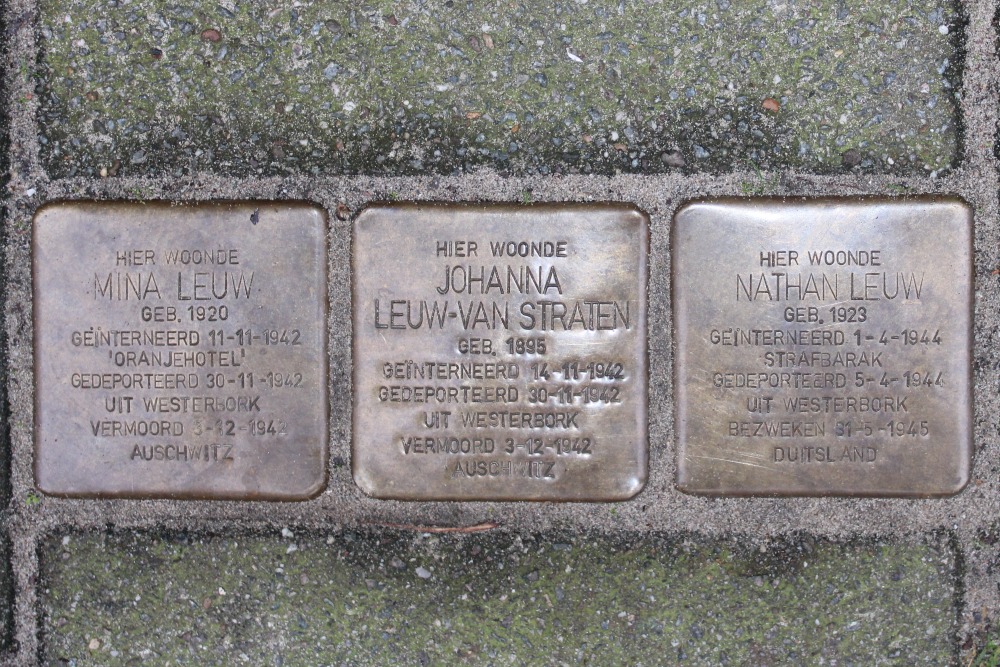 HIER WOONDE
MINA LEUW
GEB. 1920
GEÏNTERNEERD 11-11-1942
'ORANJEHOTEL'
GEDEPORTEERD 30-11-1942
UIT WESTERBORK
VERMOORD 3-12-1942
AUSCHWITZ
HIER WOONDE
JOHANNA
LEUW-VAN STRATEN
GEB. 1895
GEÏNTERNEERD 14-11-1942
GEDEPORTEERD 30-11-1942
UIT WESTERBORK
VERMOORD 3-12-1942
AUSCHWITZ
HIER WOONDE
NATHAN LEUW
GEB. 1923
GEÏNTERNEERD 1-4-1944
STRAFBARAK
GEDEPORTEERD 5-4-1944
UIT WESTERBORK
BEZWEKEN 31-5-1945
DUITSLAND